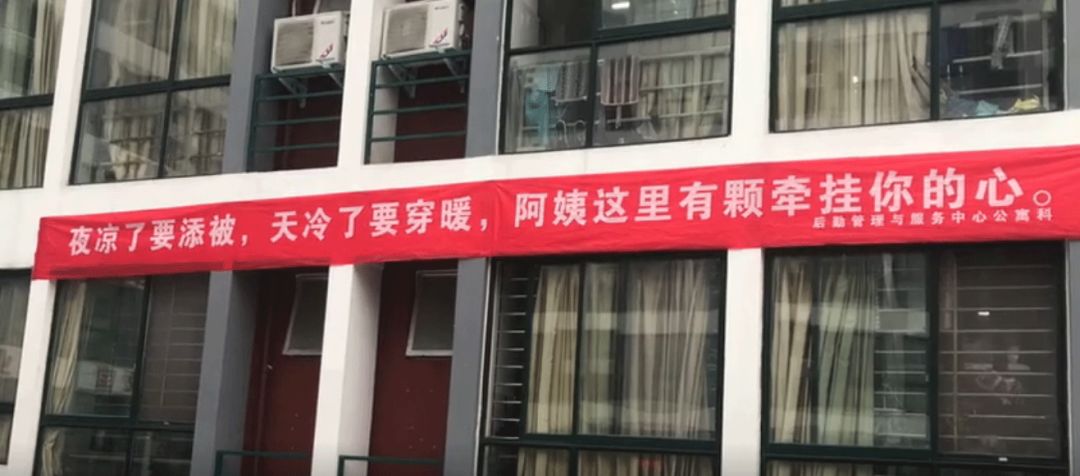 夜凉了要添被，天冷了要穿暖，阿姨这里有颗牵挂你的心。
后勤管理与服务中心公寓科